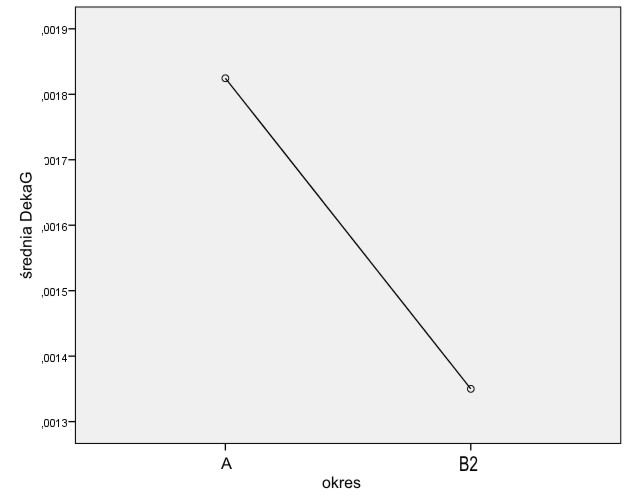 ,0019
,0018
,0017
,0016
,0015
,0014
,0013
średnia DekaG
A
B2
okres